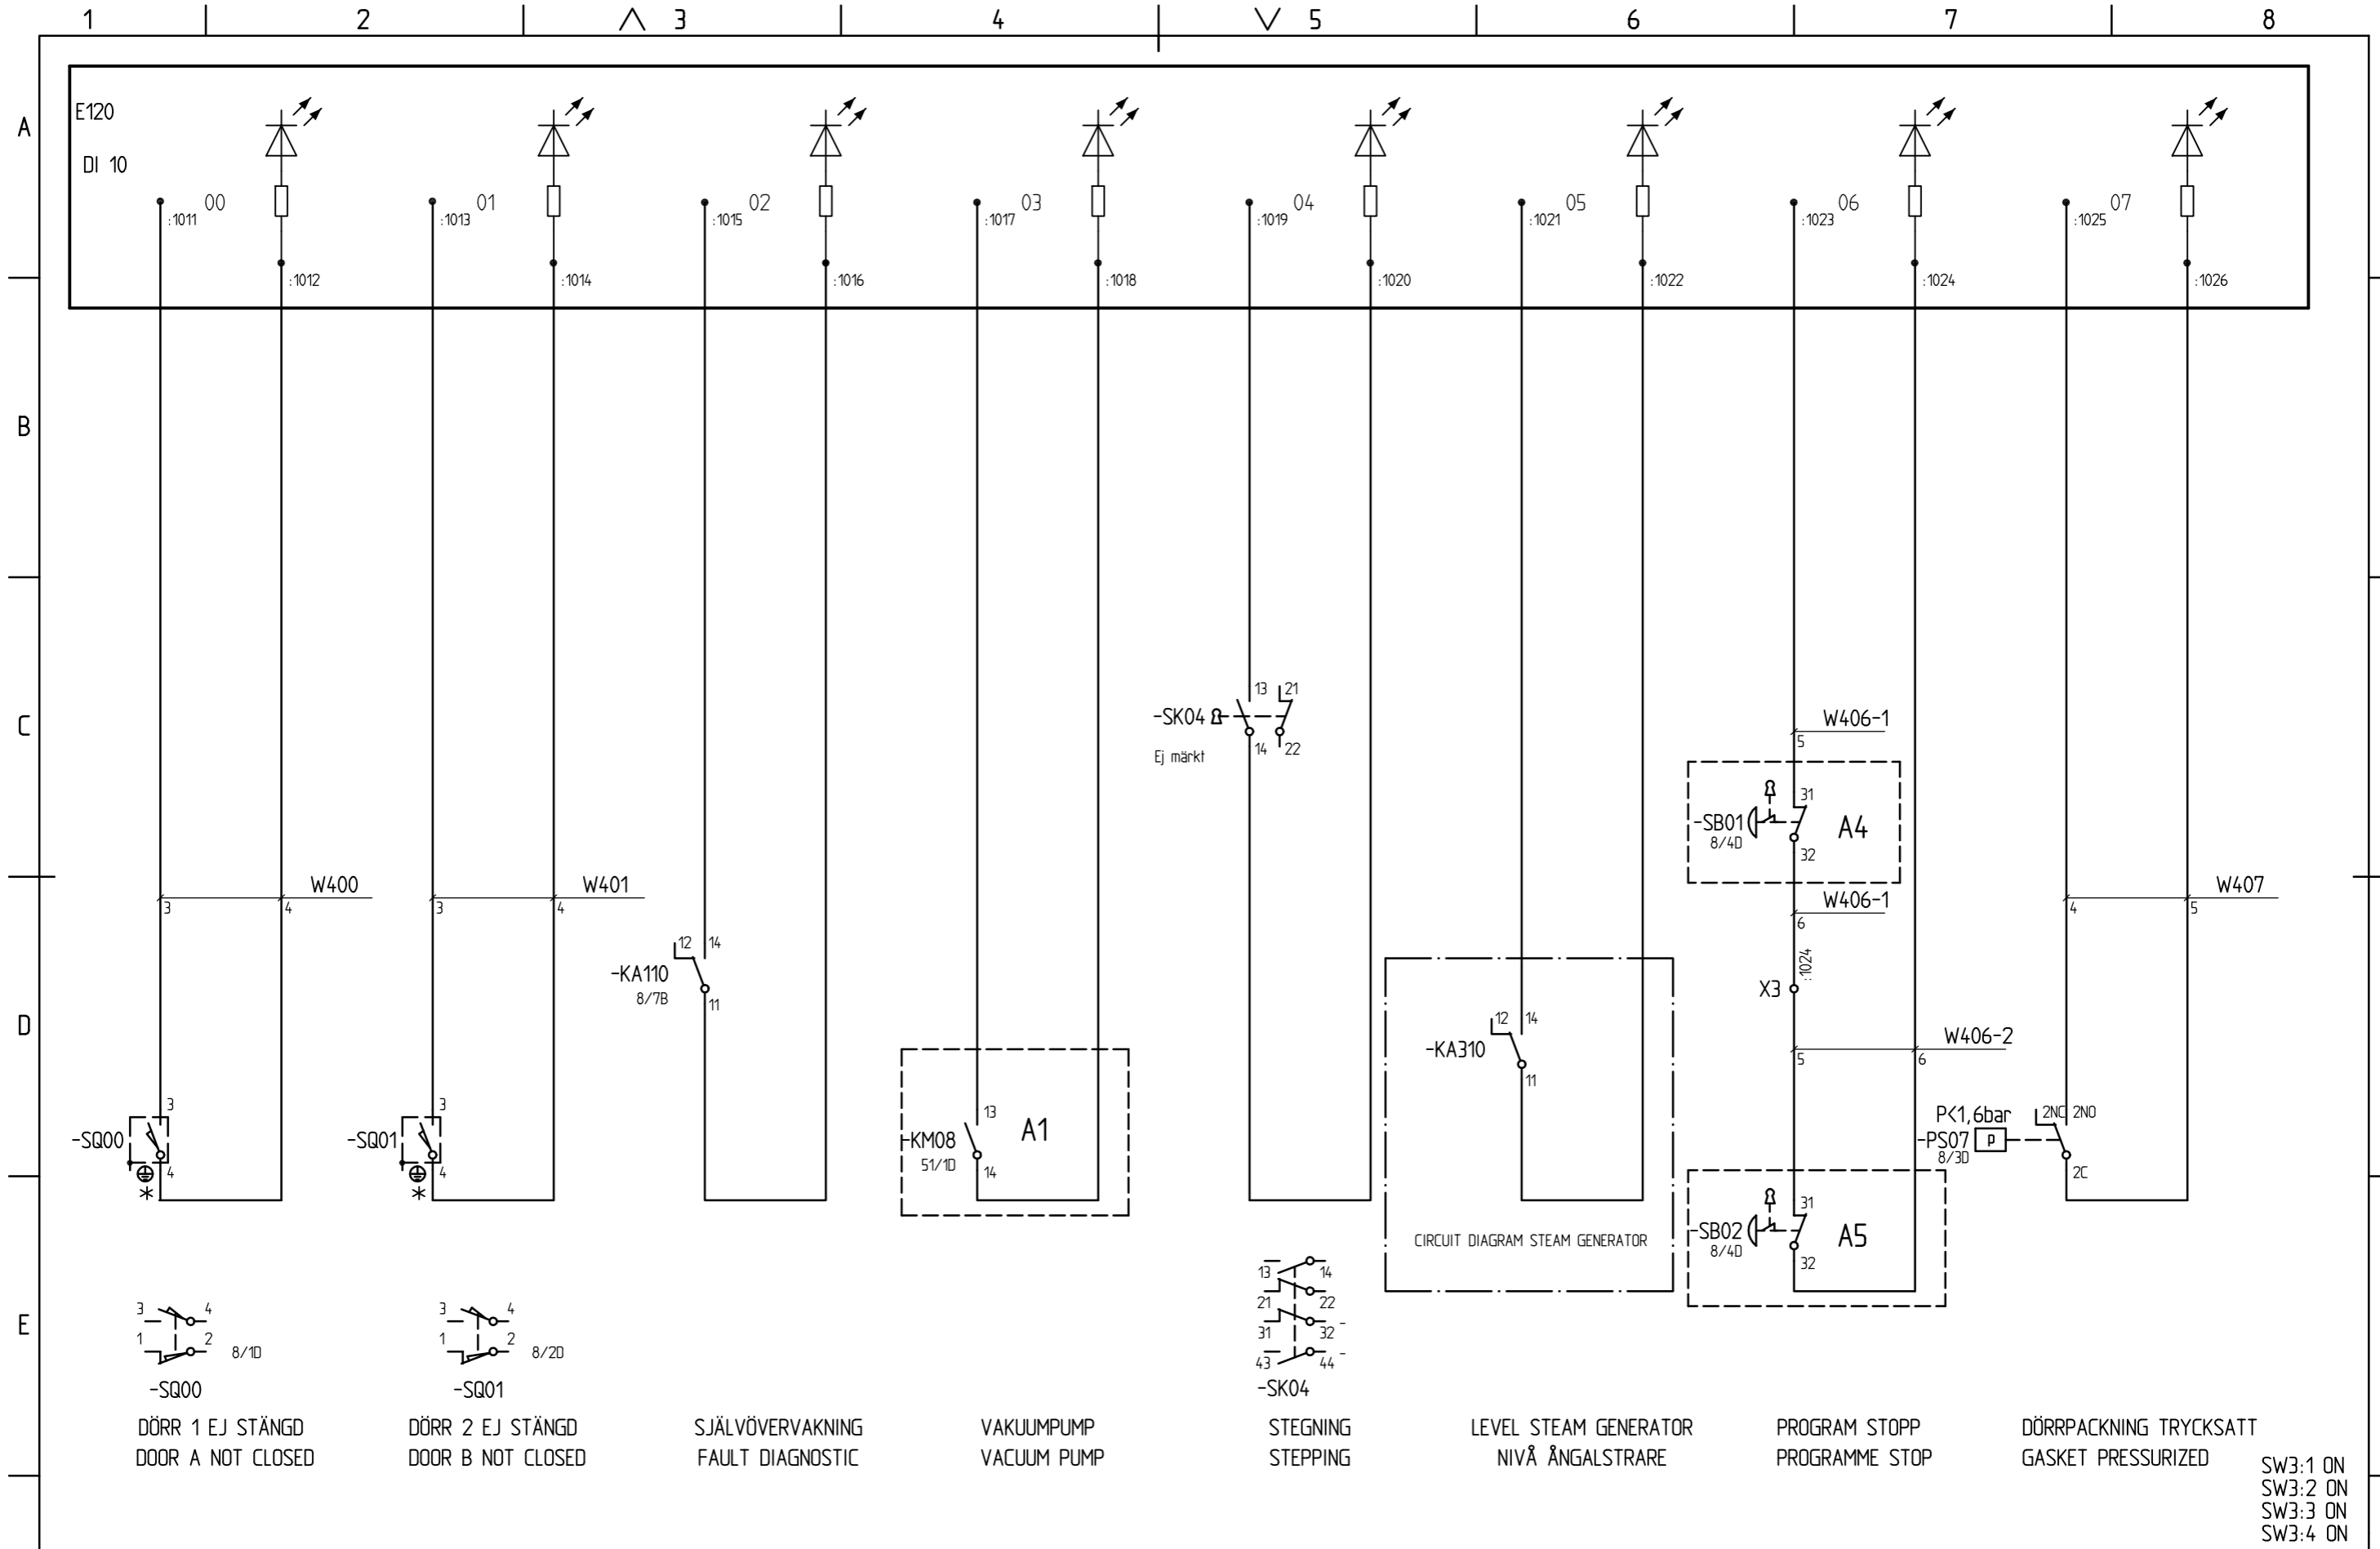 1 2 3 4 5 6 7 8
A
B
C
D
E
E120
DI 10
00 01 02 03 04 05 06 07
:1011 :1013 :1015 :1017 :1019 :1021 :1023 :1025
:1012 :1014 :1016 :1018 :1020 :1022 :1024 :1026
13 21
-SK04
14 22
Ej märkt
W406-1
5
31
-SB01 A4
8/4D
32
W400 W401 W407
3 4 3 4 4 5
W406-1
6
:1024
X3
12 14
-KA110
8/7B
11
12 14
-KA310
11
W406-2
5 6
3
-SQ00
4
*
3
-SQ01
4
*
13
-KM08 A1
51/1D
14
P<1,6bar 2NC 2NO
-PS07 p
8/3D
2C
31
-SB02 A5
8/4D
32
CIRCUIT DIAGRAM STEAM GENERATOR
3 4
1 2 8/1D
-SQ00
3 4
1 2 8/2D
-SQ01
13 14
21 22
31 32 -
43 44 -
-SK04
DÖRR 1 EJ STÄNGD
DOOR A NOT CLOSED
DÖRR 2 EJ STÄNGD
DOOR B NOT CLOSED
SJÄLVÖVERVAKNING
FAULT DIAGNOSTIC
VAKUUMPUMP
VACUUM PUMP
STEGNING
STEPPING
LEVEL STEAM GENERATOR
NIVÅ ÅNGALSTRARE
PROGRAM STOPP
PROGRAMME STOP
DÖRRPACKNING TRYCKSATT
GASKET PRESSURIZED
SW3:1 ON
SW3:2 ON
SW3:3 ON
SW3:4 ON